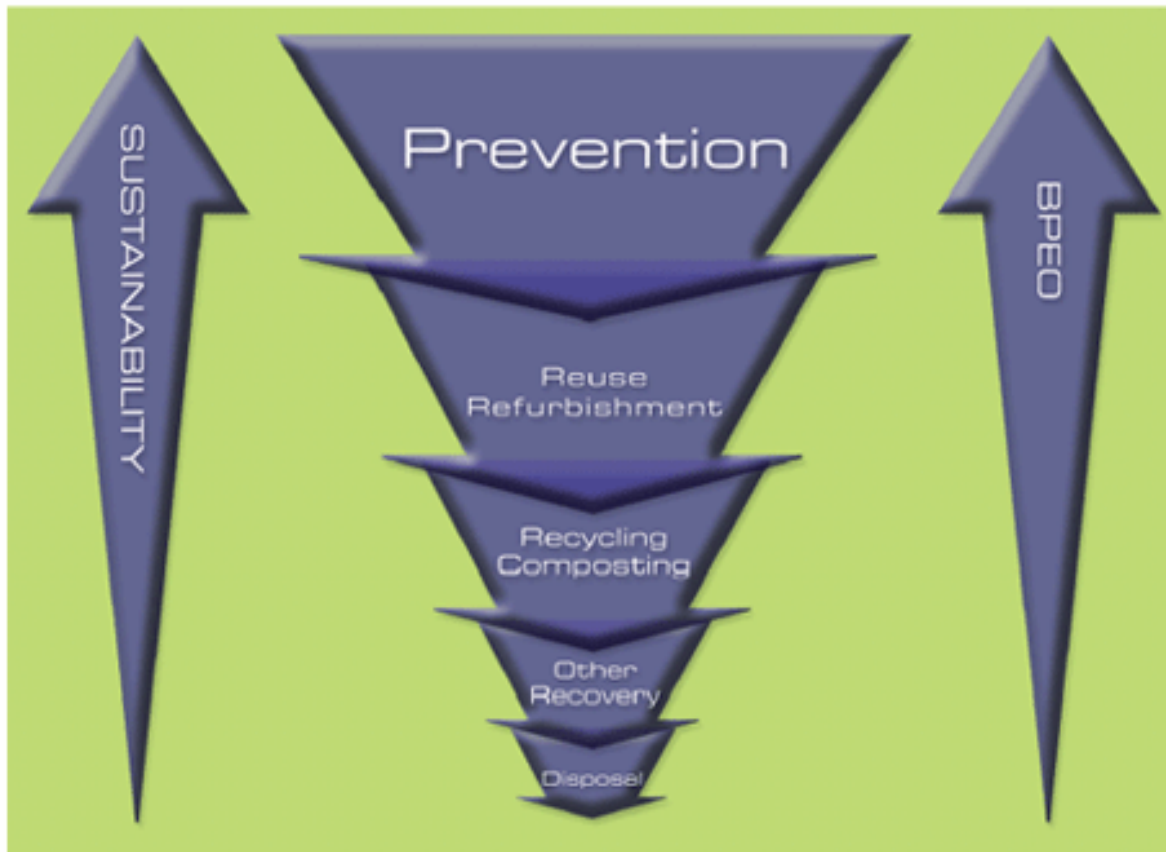 SUSTAINABILITY
Prevention
Reuse
Refurbishment
Recycling
Composting
Other
Recovery
Disposal
BPEO